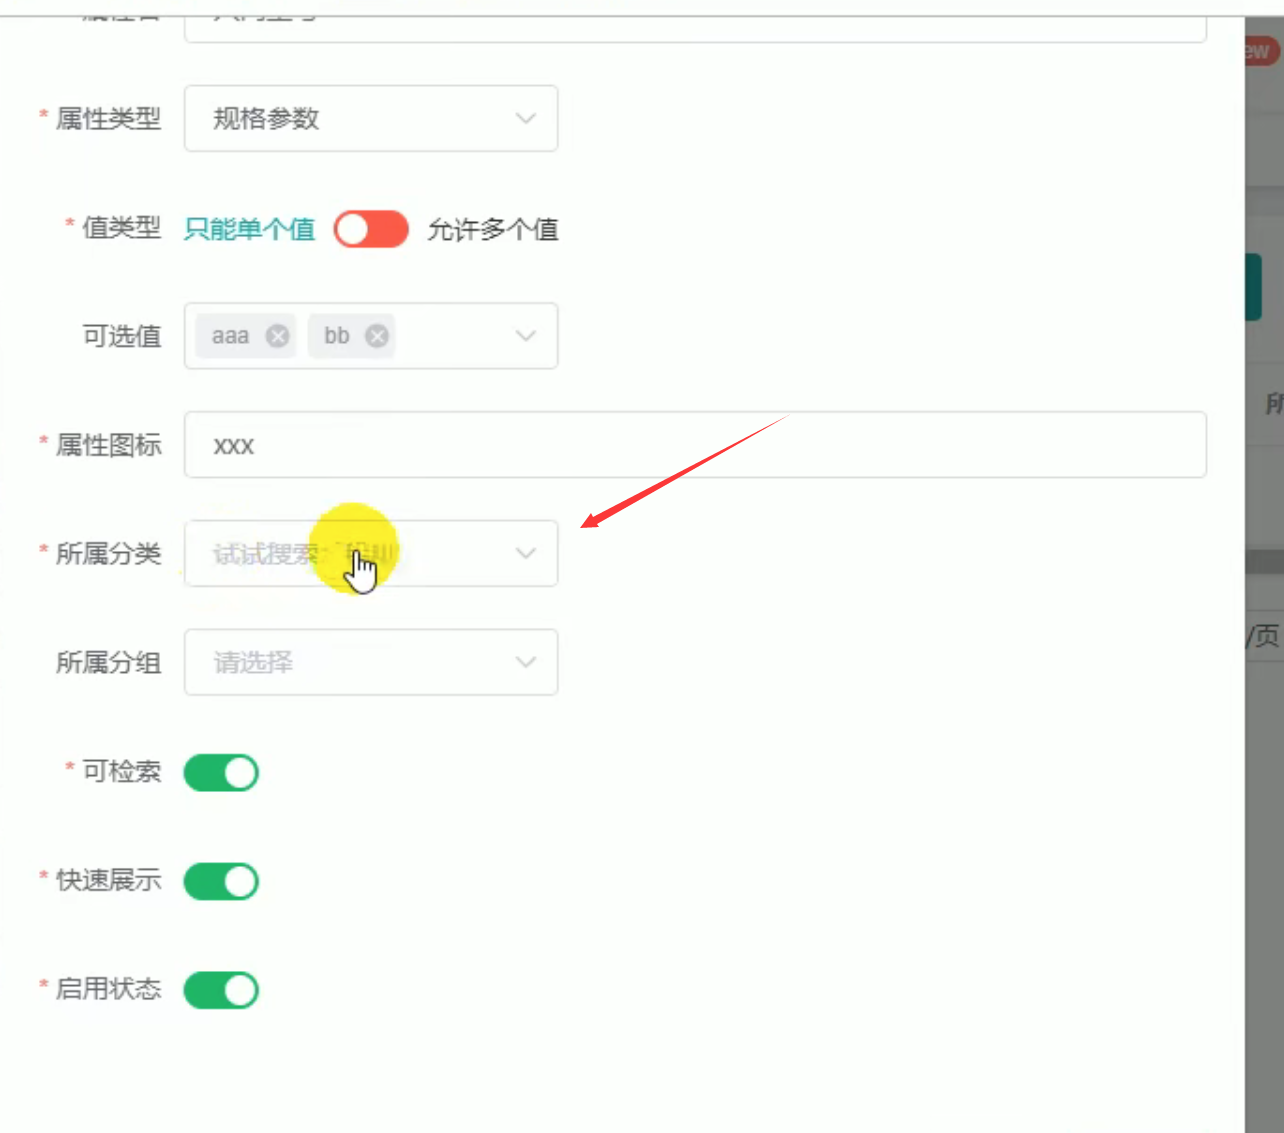 ew
* 属性类型 规格参数
* 值类型 只能单个值 允许多个值
可选值 aaa bb
* 属性图标 xxx
所
* 所属分类 试试搜索
/页
所属分组 请选择
* 可检索
* 快速展示
* 启用状态